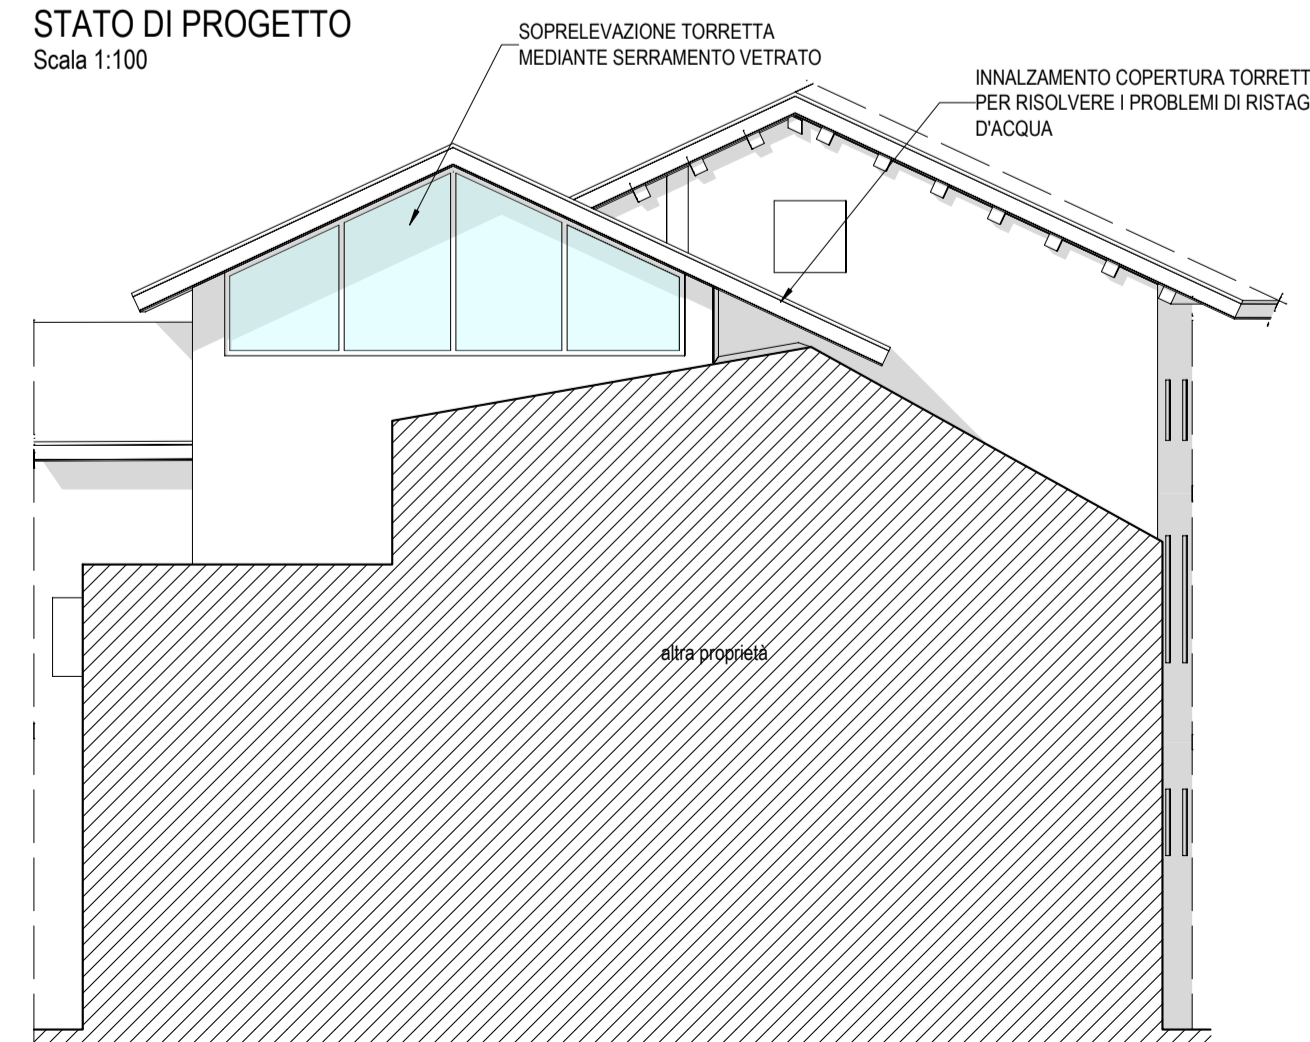 STATO DI PROGETTO
Scala 1:100
SOPRELEVAZIONE TORRETTA
MEDIANTE SERRAMENTO VETRATO
INNALZAMENTO COPERTURA TORRETT
PER RISOLVERE I PROBLEMI DI RISTAG
D'ACQUA
altra proprietà